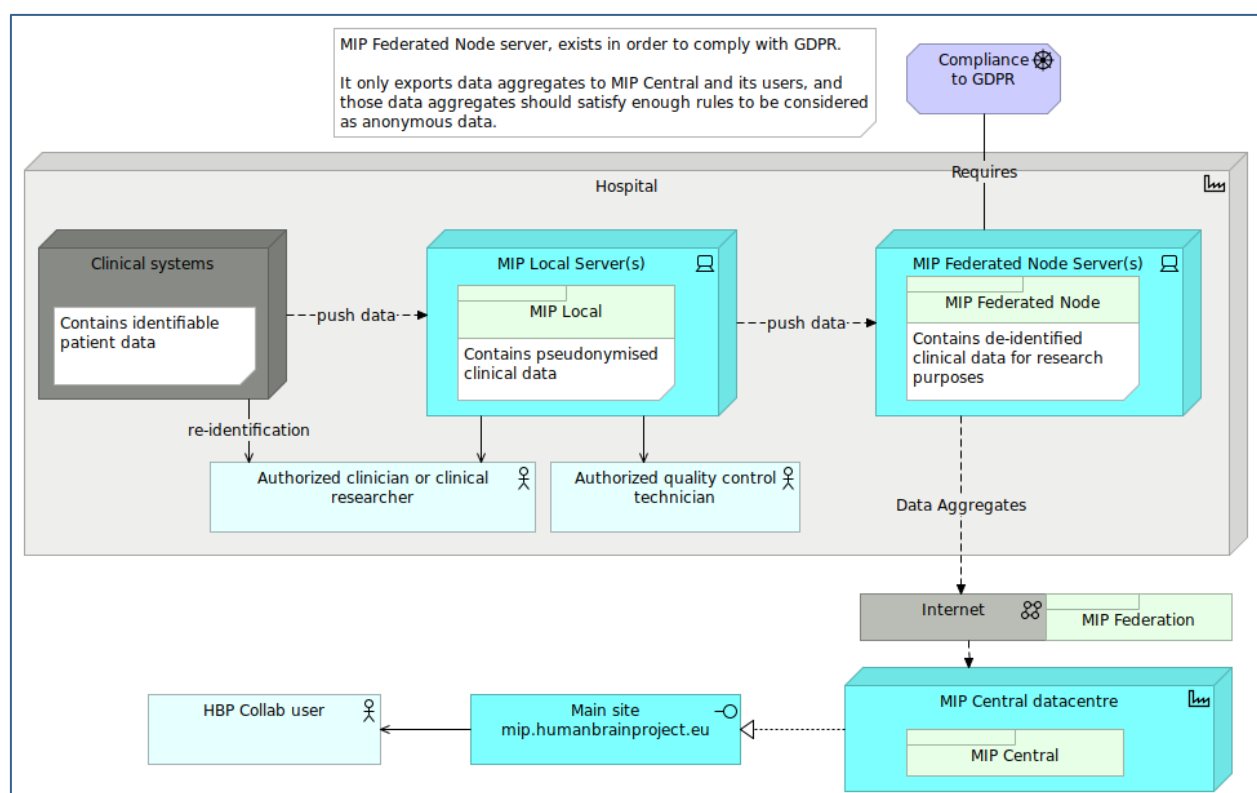 MIP Federated Node server, exists in order to comply with GDPR.
It only exports data aggregates to MIP Central and its users, and
those data aggregates should satisfy enough rules to be considered
as anonymous data.
Compliance
to GDPR
Requires
Hospital
Clinical systems
Contains identifiable
patient data
push data
MIP Local Server(s)
MIP Local
Contains pseudonymised
clinical data
push data
MIP Federated Node Server(s)
MIP Federated Node
Contains de-identified
clinical data for research
purposes
re-identification
Authorized clinician or clinical
researcher
Authorized quality control
technician
Data Aggregates
Internet
MIP Federation
HBP Collab user
Main site
mip.humanbrainproject.eu
MIP Central datacentre
MIP Central